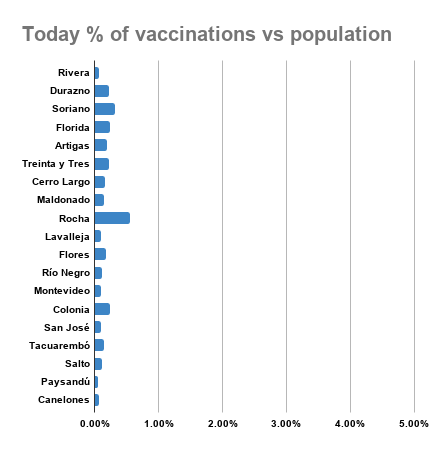 Today % of vaccinations vs population
Rivera
Durazno
Soriano
Florida
Artigas
Treinta y Tres
Cerro Largo
Maldonado
Rocha
Lavalleja
Flores
Río Negro
Montevideo
Colonia
San José
Tacuarembó
Salto
Paysandú
Canelones
0.00% 1.00% 2.00% 3.00% 4.00% 5.00%